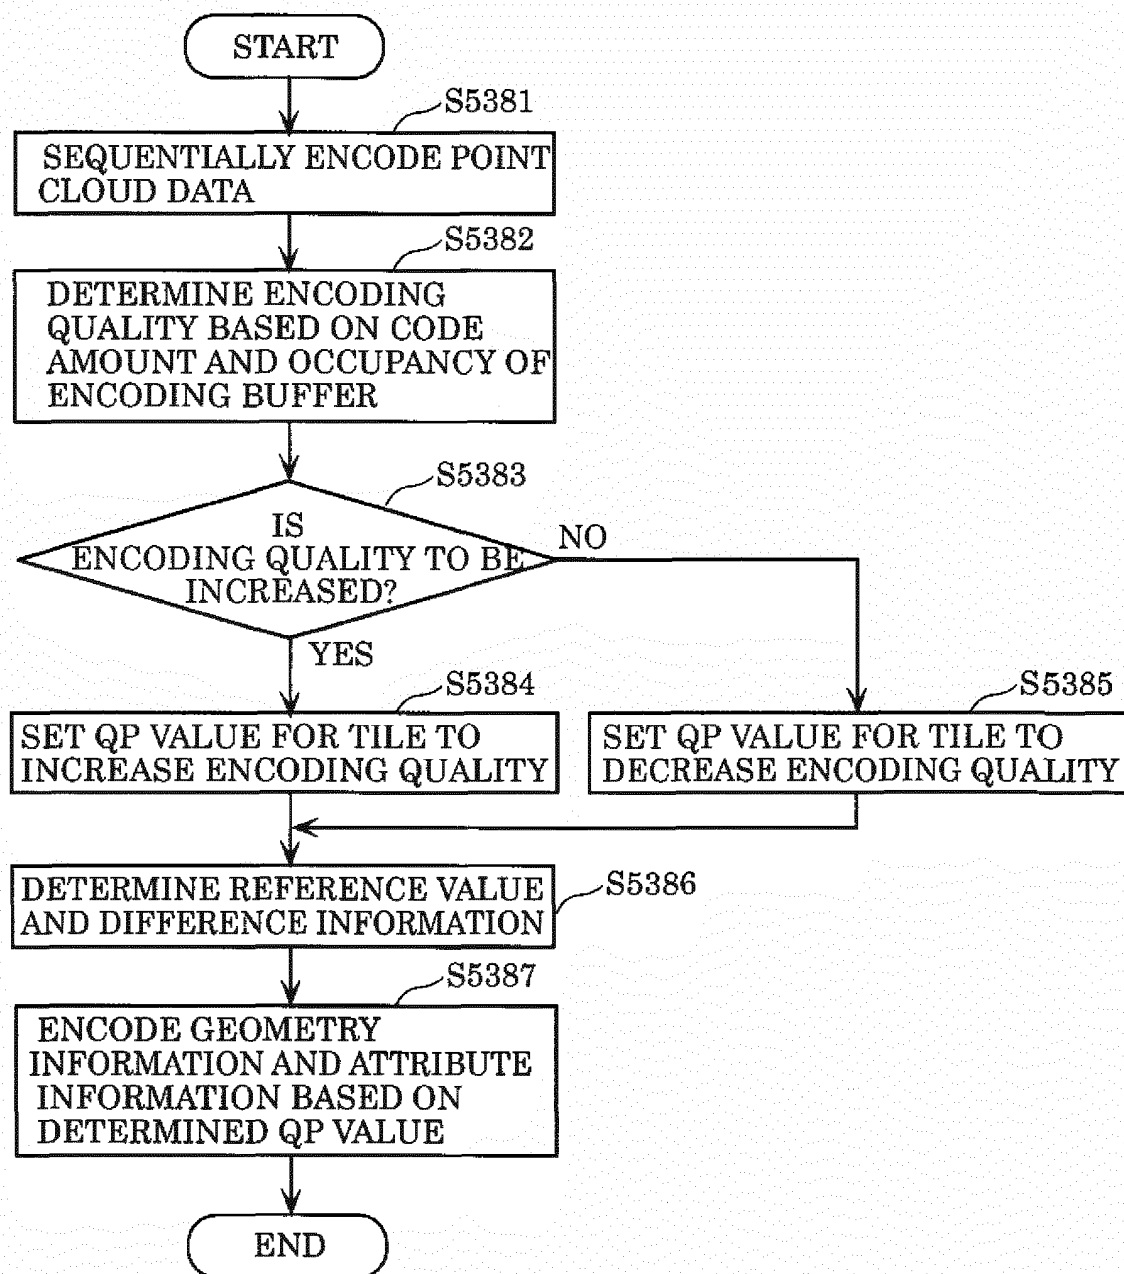 START
S5381
SEQUENTIALLY ENCODE POINT
CLOUD DATA
S5382
DETERMINE ENCODING
QUALITY BASED ON CODE
AMOUNT AND OCCUPANCY OF
ENCODING BUFFER
S5383
IS
ENCODING QUALITY TO BE
INCREASED?
NO
YES
S5384
SET QP VALUE FOR TILE TO
INCREASE ENCODING QUALITY
S5385
SET QP VALUE FOR TILE TO
DECREASE ENCODING QUALITY
DETERMINE REFERENCE VALUE
AND DIFFERENCE INFORMATION
S5386
S5387
ENCODE GEOMETRY
INFORMATION AND ATTRIBUTE
INFORMATION BASED ON
DETERMINED QP VALUE
END